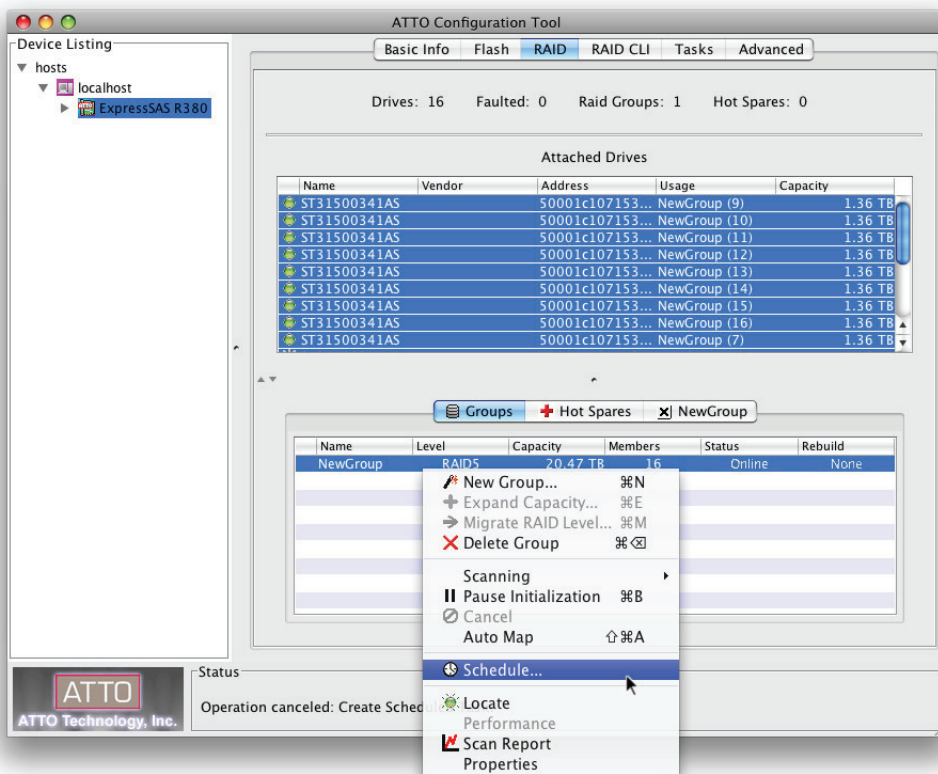 ATTO Configuration Tool
Device Listing
hosts
localhost
ExpressSAS R380
Basic Info Flash RAID RAID CLI Tasks Advanced
Drives: 16 Faulted: 0 Raid Groups: 1 Hot Spares: 0
Attached Drives
Name Vendor Address Usage Capacity
ST31500341AS 50001c107153... NewGroup (9) 1.36 TB
ST31500341AS 50001c107153... NewGroup (10) 1.36 TB
ST31500341AS 50001c107153... NewGroup (11) 1.36 TB
ST31500341AS 50001c107153... NewGroup (12) 1.36 TB
ST31500341AS 50001c107153... NewGroup (13) 1.36 TB
ST31500341AS 50001c107153... NewGroup (14) 1.36 TB
ST31500341AS 50001c107153... NewGroup (15) 1.36 TB
ST31500341AS 50001c107153... NewGroup (16) 1.36 TB
ST31500341AS 50001c107153... NewGroup (7) 1.36 TB
Groups Hot Spares NewGroup
Name Level Capacity Members Status Rebuild
NewGroup RAID5 20.47 TB 16 Online None
New Group... ⌘N
Expand Capacity... ⌘E
Migrate RAID Level... ⌘M
Delete Group ⌘⌫
Scanning
Pause Initialization ⌘B
Cancel
Auto Map ⇧⌘A
Schedule...
Locate
Performance
Scan Report
Properties
ATTO
ATTO Technology, Inc.
Status
Operation canceled: Create Sched